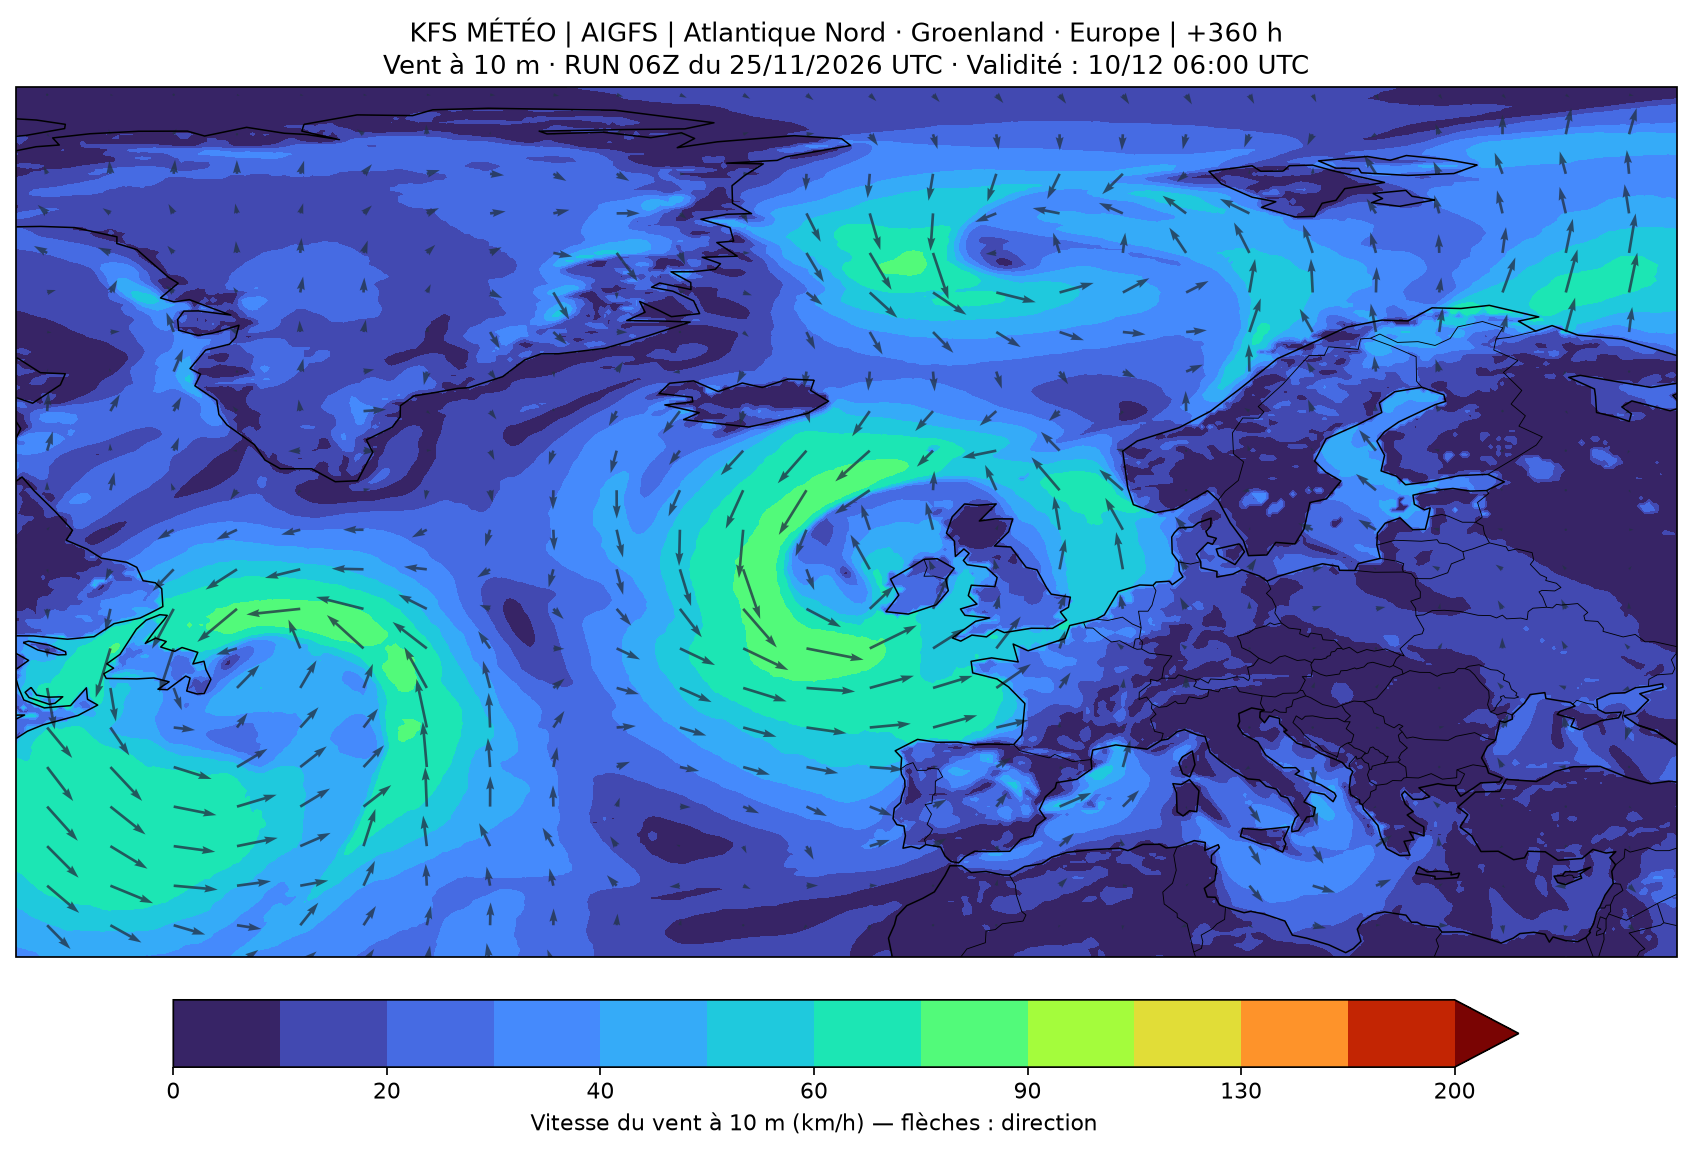 KFS MÉTÉO | AIGFS | Atlantique Nord · Groenland · Europe | +360 h
Vent à 10 m · RUN 06Z du 25/11/2026 UTC · Validité : 10/12 06:00 UTC
0 20 40 60 90 130 200
Vitesse du vent à 10 m (km/h) — flèches : direction